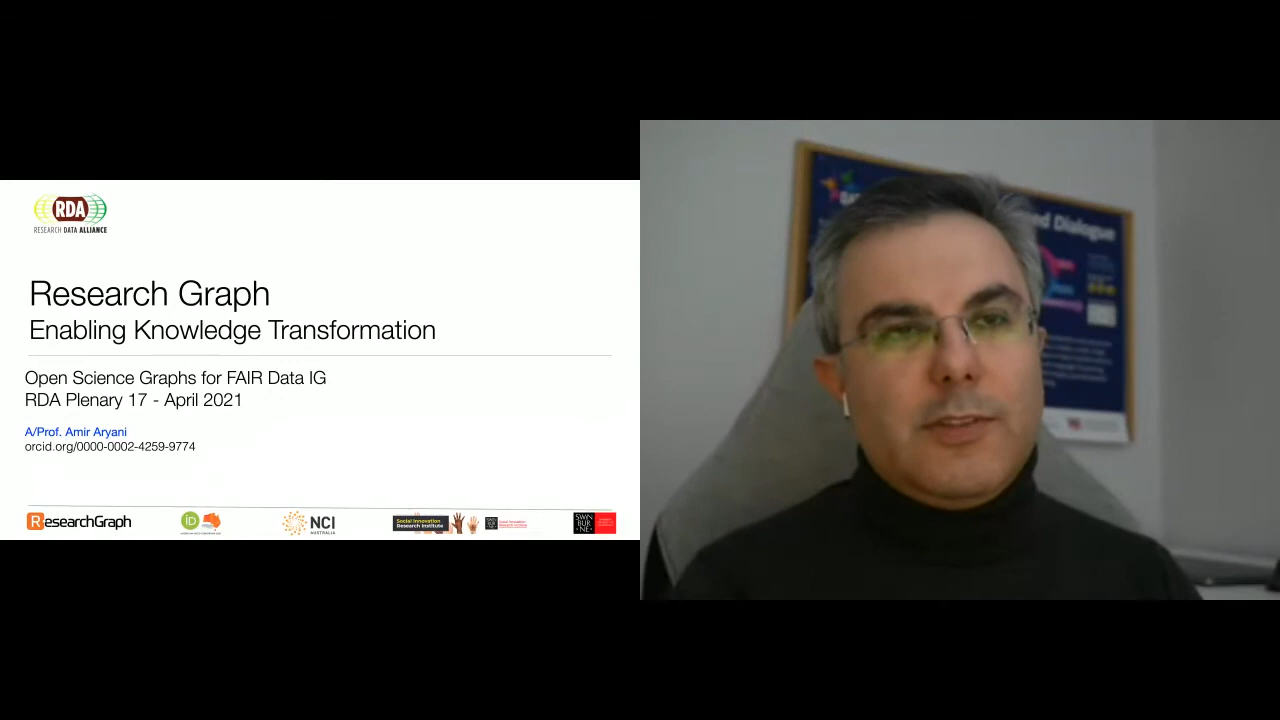 RDA
RESEARCH DATA ALLIANCE
Research Graph
Enabling Knowledge Transformation
Open Science Graphs for FAIR Data IG
RDA Plenary 17 - April 2021
A/Prof. Amir Aryani
orcid.org/0000-0002-4259-9774
ResearchGraph
iD
NCI
AUSTRALIA
Social Innovation
Research Institute
SWIN
BUR
NE
Dialogue